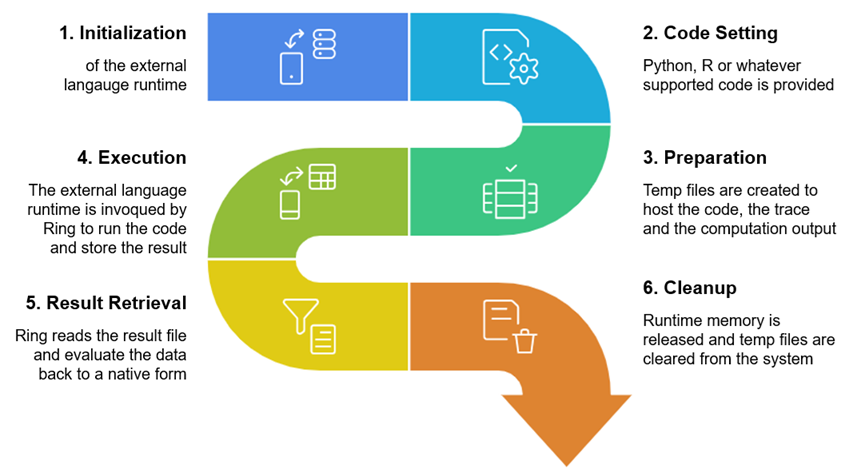 1. Initialization
of the external
langauge runtime
2. Code Setting
Python, R or whatever
supported code is provided
3. Preparation
Temp files are created to
host the code, the trace
and the computation output
4. Execution
The external language
runtime is invoqued by
Ring to run the code
and store the result
5. Result Retrieval
Ring reads the result file
and evaluate the data
back to a native form
6. Cleanup
Runtime memory is
released and temp files are
cleared from the system